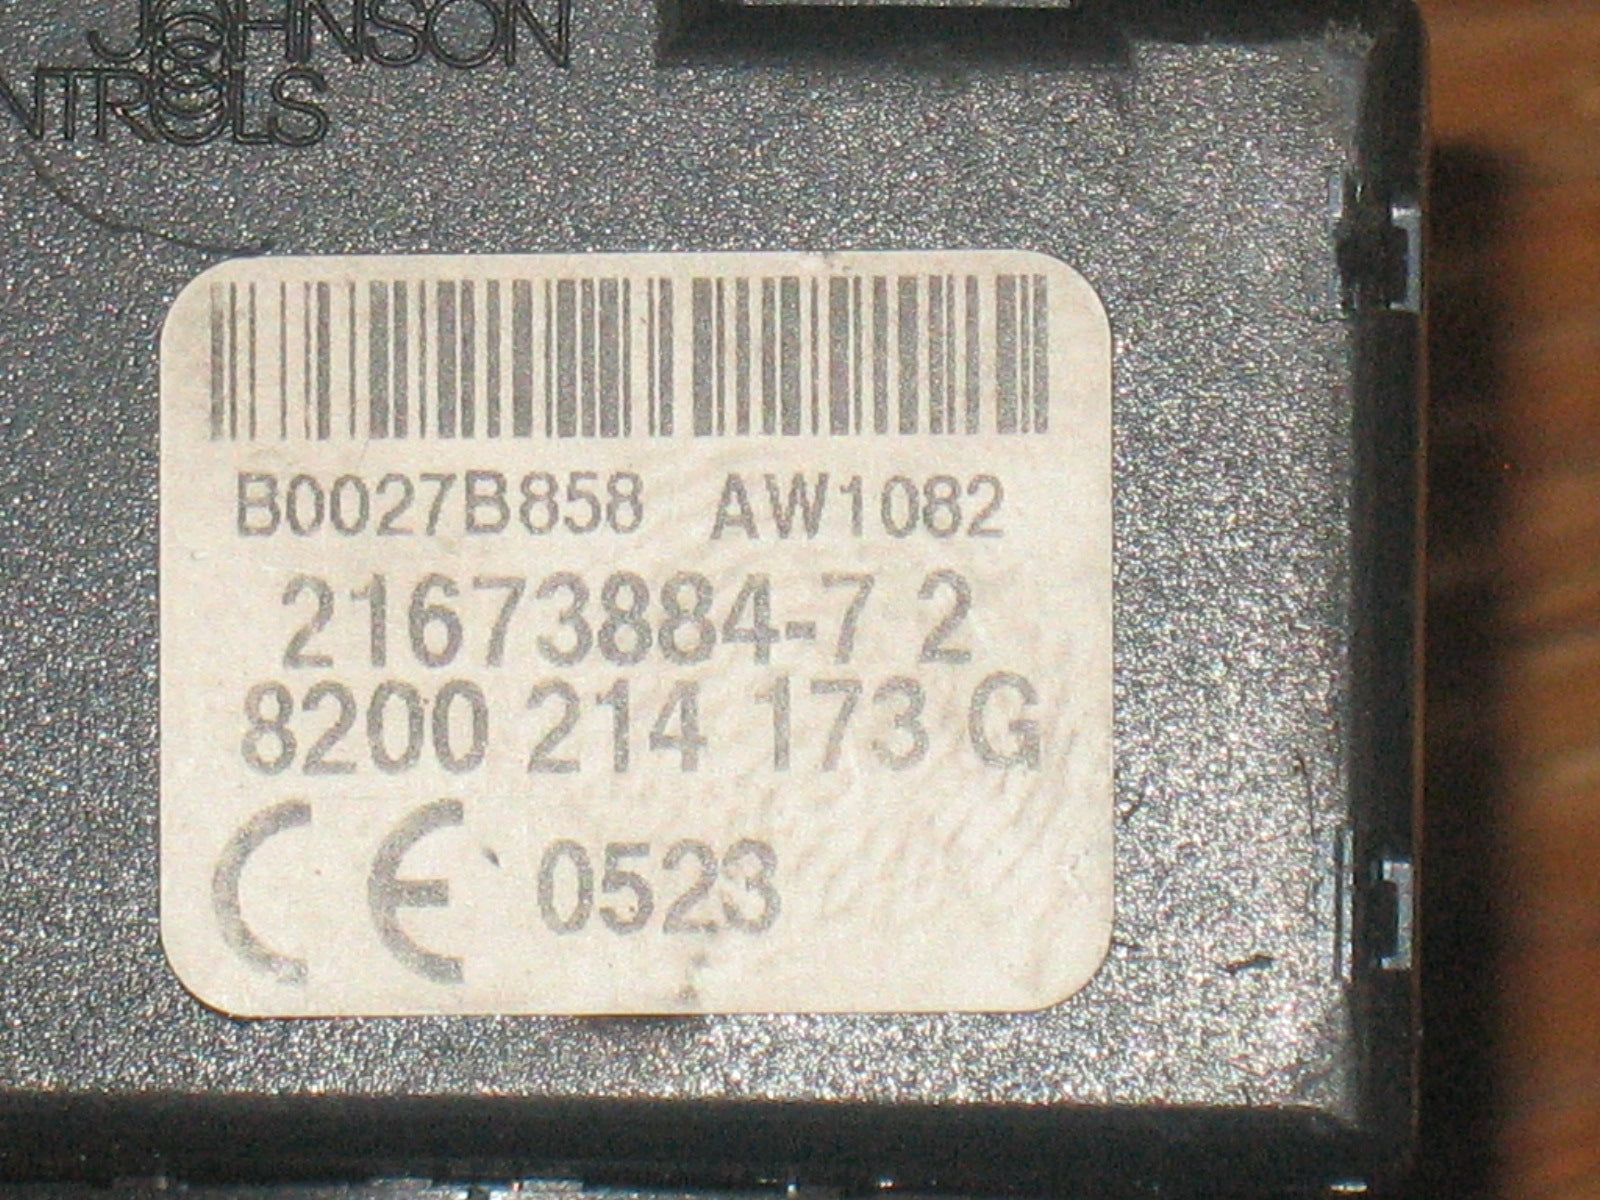 JOHNSON
NTROLS
B0027B858 AW1082
21673884-7 2
8200 214 173 G
CE 0523